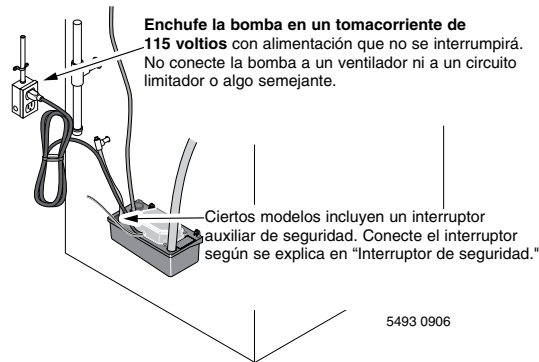 Enchufe la bomba en un tomacorriente de
115 voltios con alimentación que no se interrumpirá.
No conecte la bomba a un ventilador ni a un circuito
limitador o algo semejante.
Ciertos modelos incluyen un interruptor
auxiliar de seguridad. Conecte el interruptor
según se explica en “Interruptor de seguridad."
5493 0906